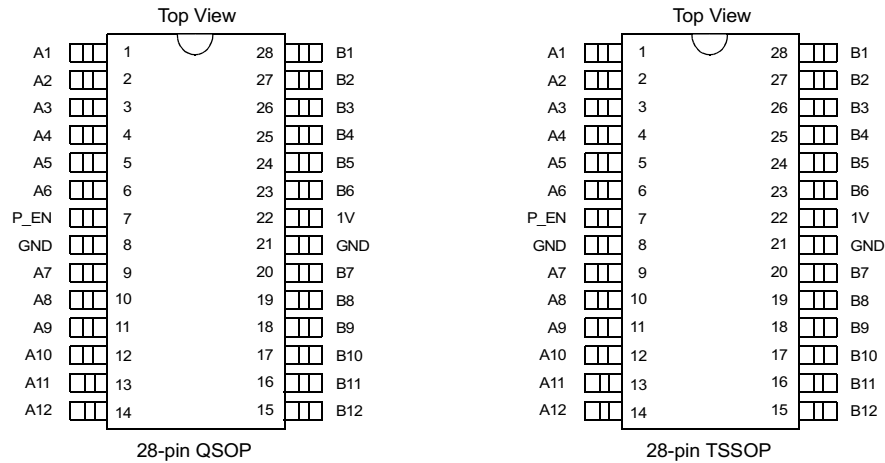 Top View Top View
A1 1 28 B1 A1 1 28 B1
A2 2 27 B2 A2 2 27 B2
A3 3 26 B3 A3 3 26 B3
A4 4 25 B4 A4 4 25 B4
A5 5 24 B5 A5 5 24 B5
A6 6 23 B6 A6 6 23 B6
P_EN 7 22 1V P_EN 7 22 1V
GND 8 21 GND GND 8 21 GND
A7 9 20 B7 A7 9 20 B7
A8 10 19 B8 A8 10 19 B8
A9 11 18 B9 A9 11 18 B9
A10 12 17 B10 A10 12 17 B10
A11 13 16 B11 A11 13 16 B11
A12 14 15 B12 A12 14 15 B12
28-pin QSOP 28-pin TSSOP